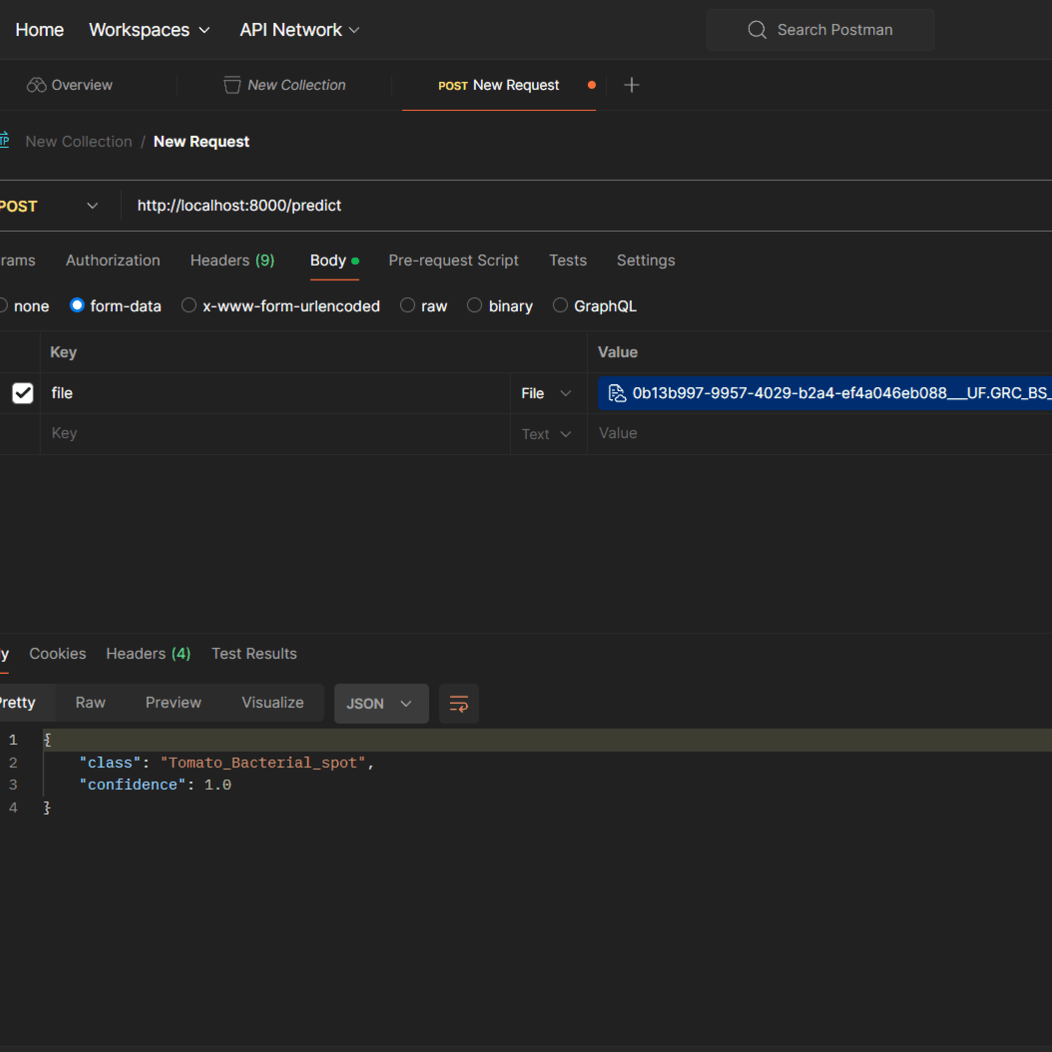 Home Workspaces API Network Search Postman
Overview New Collection POST New Request
New Collection / New Request
POST http://localhost:8000/predict
rams Authorization Headers (9) Body Pre-request Script Tests Settings
none form-data x-www-form-urlencoded raw binary GraphQL
Key Value
file File 0b13b997-9957-4029-b2a4-ef4a046eb088___UF.GRC_BS_
Key Text Value
y Cookies Headers (4) Test Results
Pretty Raw Preview Visualize JSON
1 {
2 "class": "Tomato_Bacterial_spot",
3 "confidence": 1.0
4 }